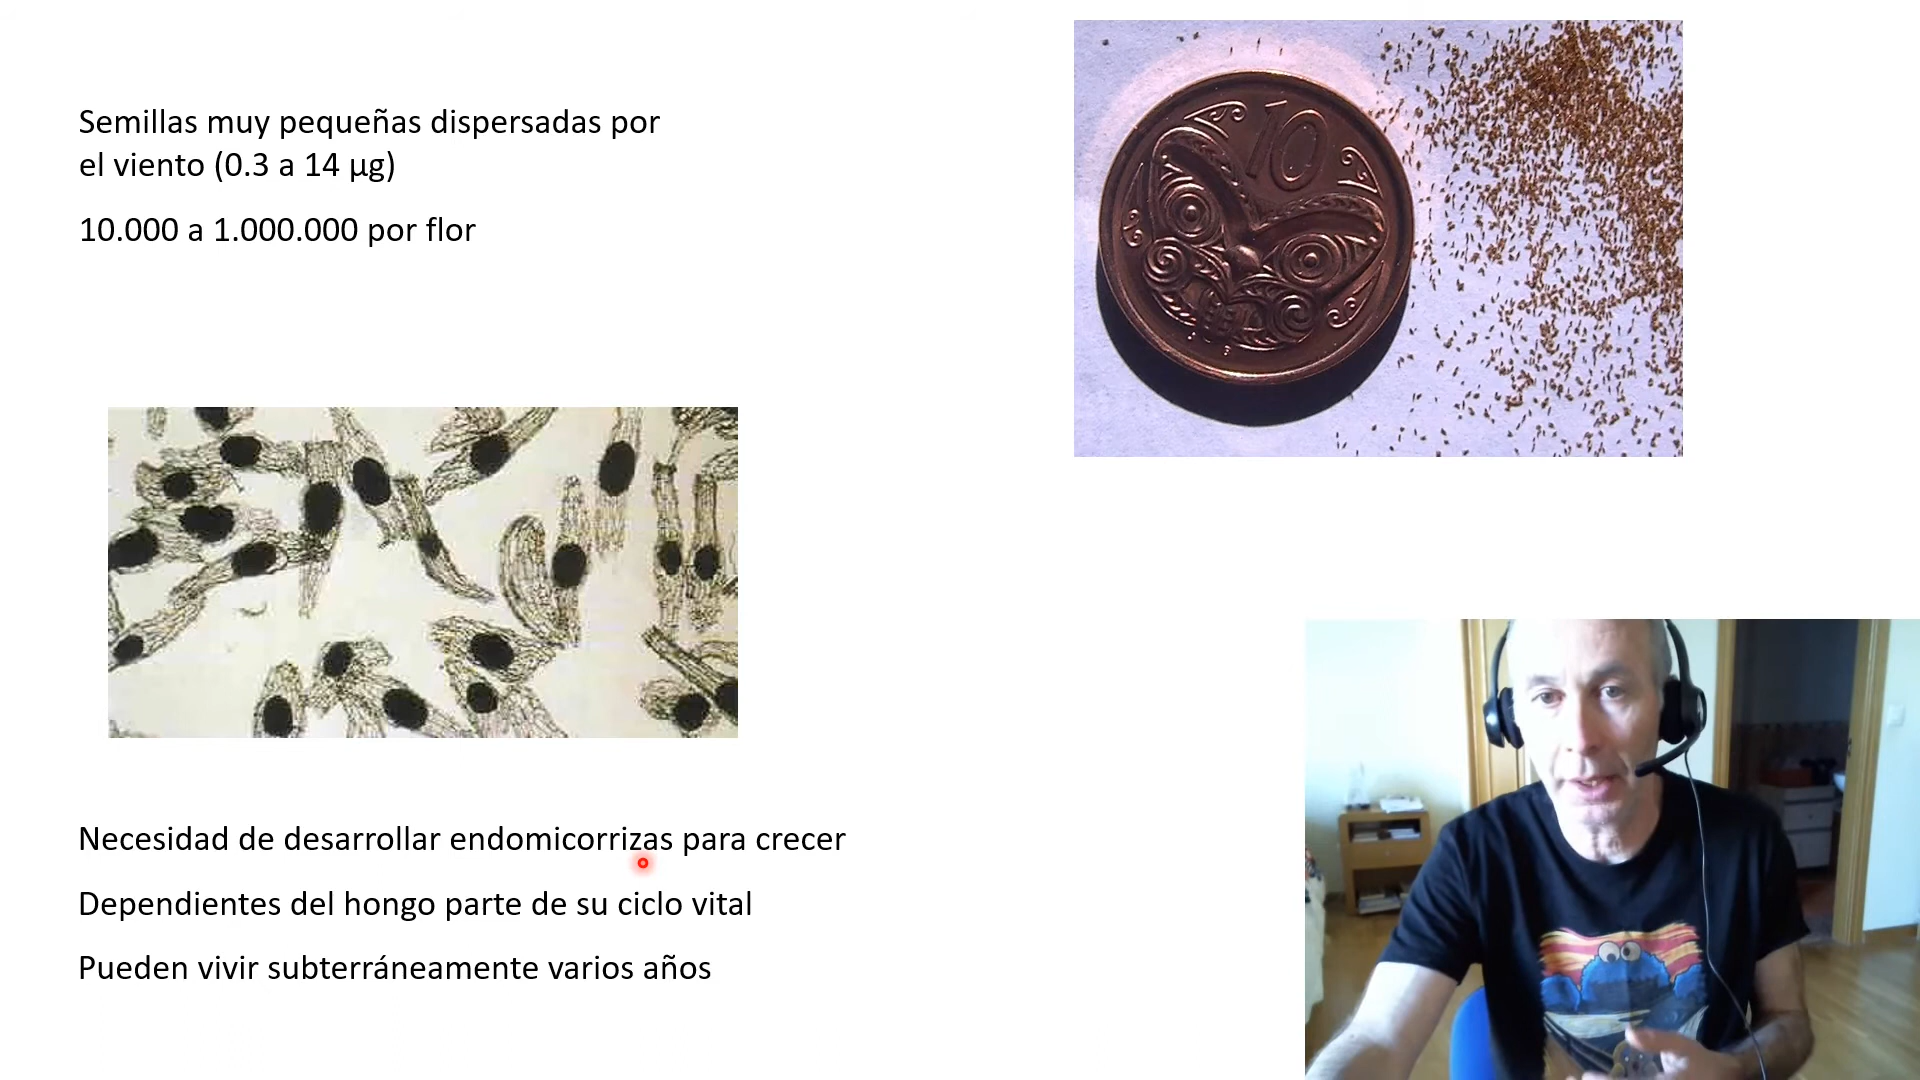 Semillas muy pequeñas dispersadas por
el viento (0.3 a 14 µg)
10.000 a 1.000.000 por flor
10
Necesidad de desarrollar endomicorrizas para crecer
Dependientes del hongo parte de su ciclo vital
Pueden vivir subterráneamente varios años